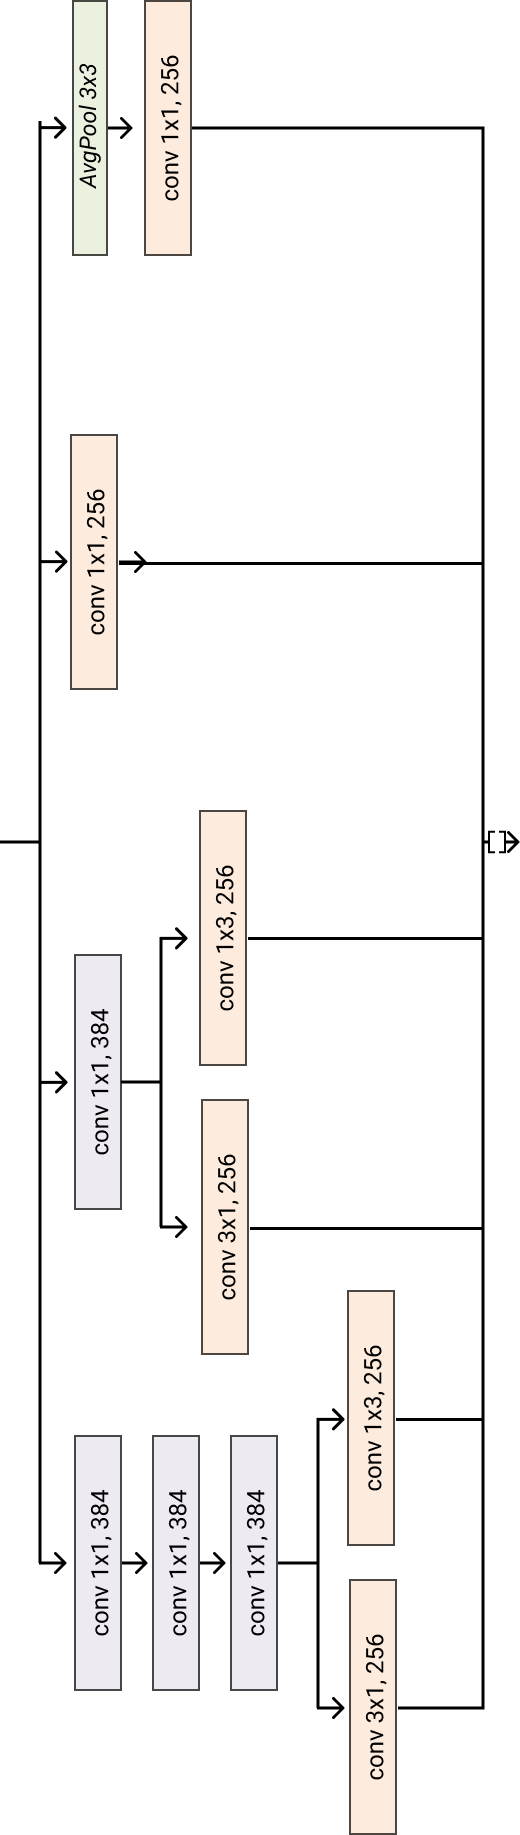 AvgPool 3x3
conv 1x1, 256
conv 1x1, 256
conv 1x1, 384
conv 1x3, 256
conv 3x1, 256
conv 1x1, 384
conv 1x1, 384
conv 1x1, 384
conv 1x3, 256
conv 3x1, 256
[]